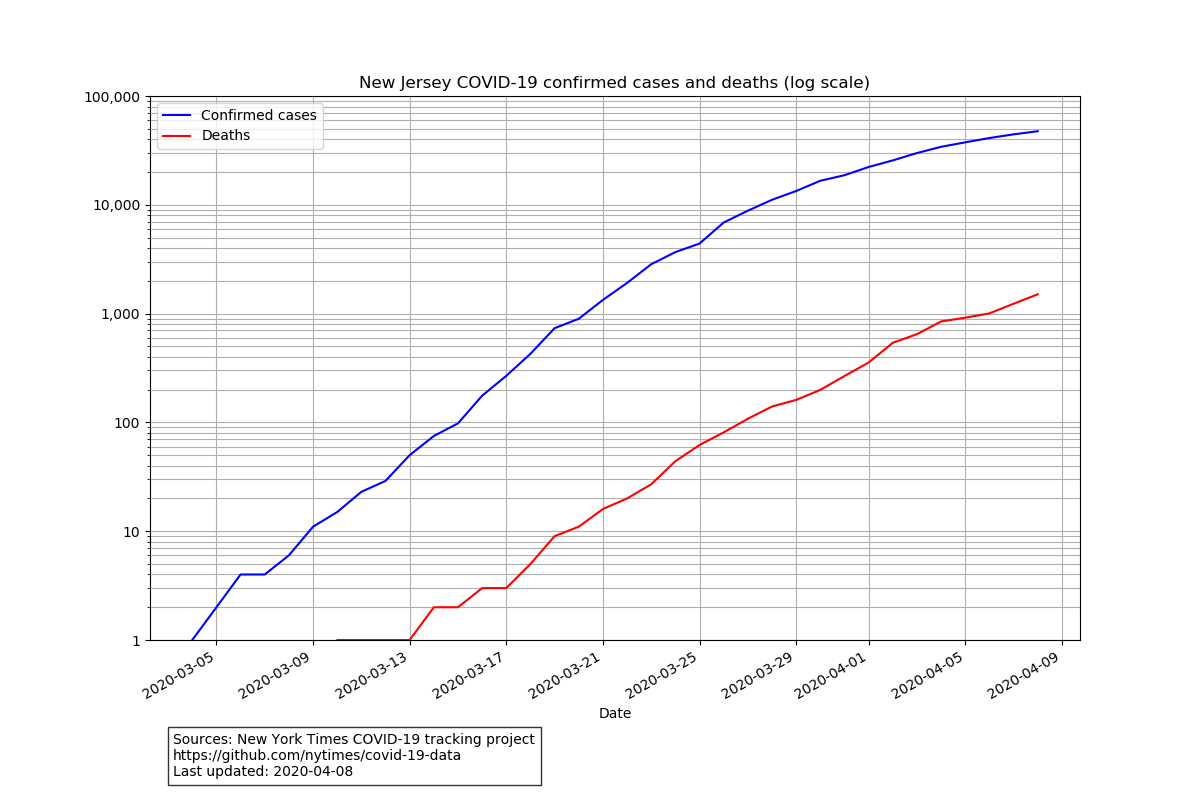 New Jersey COVID-19 confirmed cases and deaths (log scale)
100,000
10,000
1,000
100
10
1
Confirmed cases
Deaths
2020-03-05
2020-03-09
2020-03-13
2020-03-17
2020-03-21
2020-03-25
2020-03-29
2020-04-01
2020-04-05
2020-04-09
Date
Sources: New York Times COVID-19 tracking project
https://github.com/nytimes/covid-19-data
Last updated: 2020-04-08